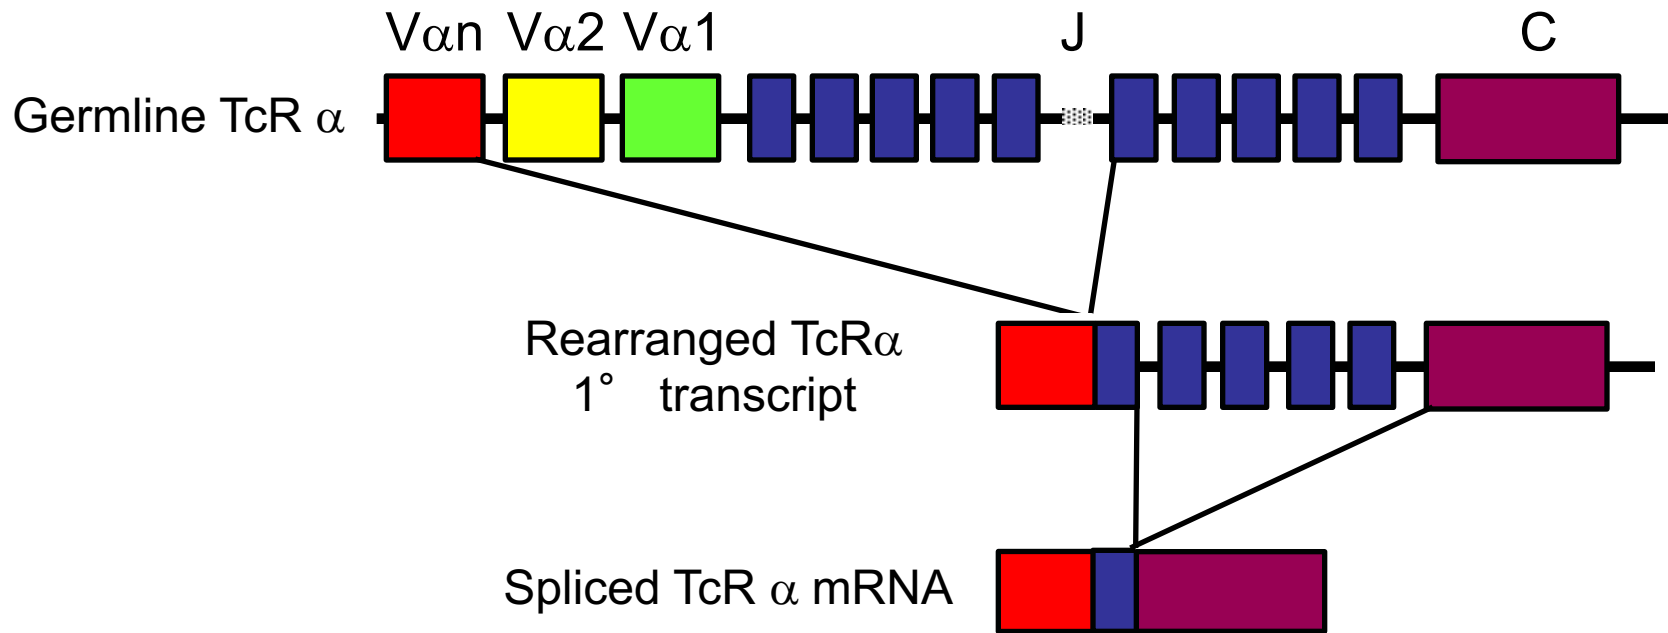 Vαn Vα2 Vα1 J C
Germline TcR α
Rearranged TcRα
1° transcript
Spliced TcR α mRNA